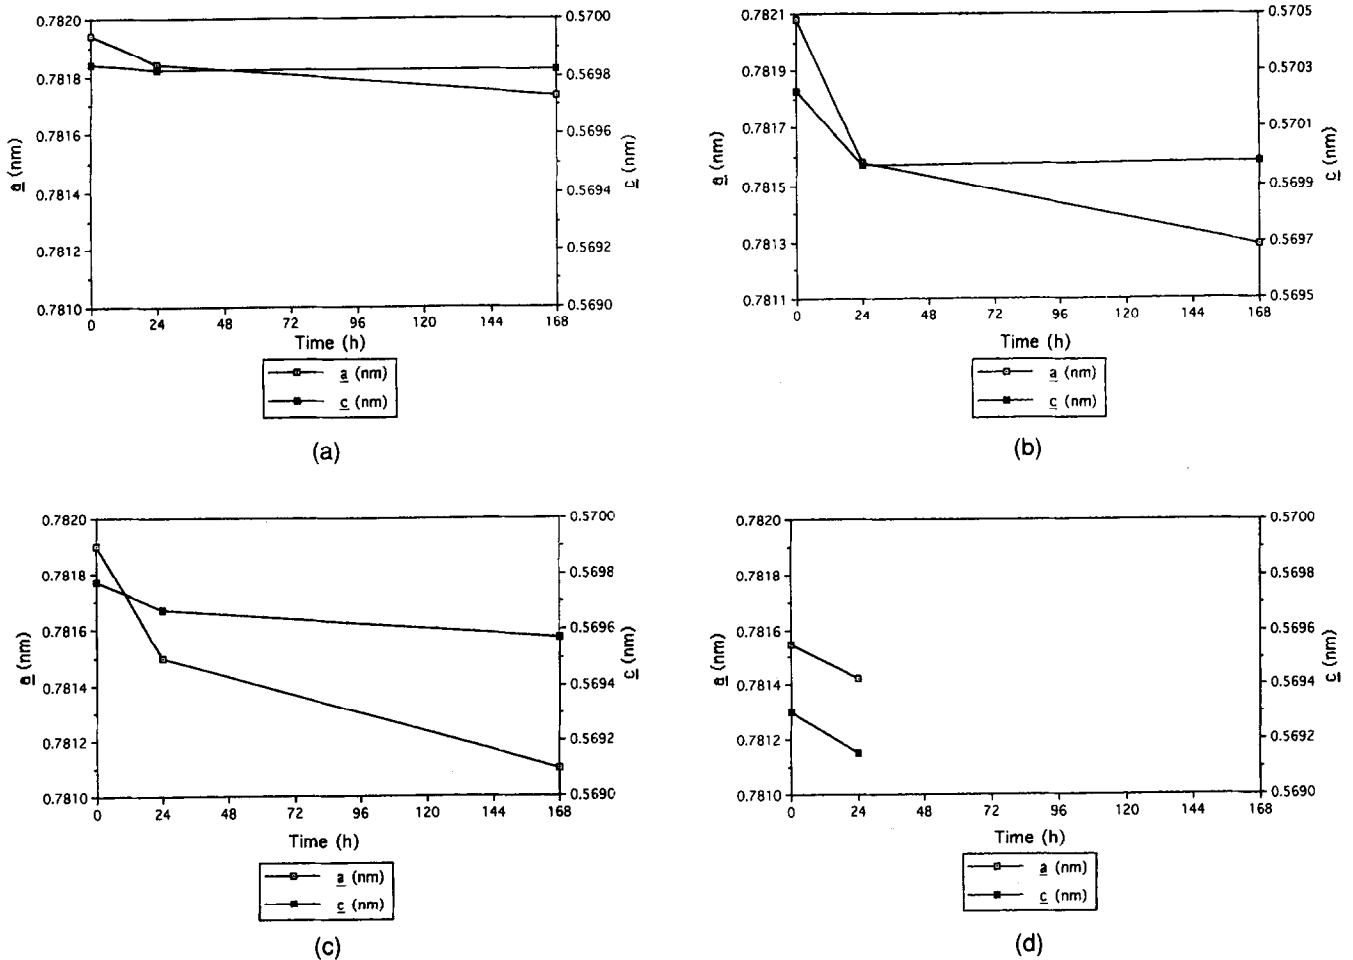 0.7820
0.7818
0.7816
0.7814
0.7812
0.7810
a (nm)
0.5700
0.5698
0.5696
0.5694
0.5692
0.5690
c (nm)
0 24 48 72 96 120 144 168
Time (h)
a (nm)
c (nm)
(a)
0.7821
0.7819
0.7817
0.7815
0.7813
0.7811
a (nm)
0.5705
0.5703
0.5701
0.5699
0.5697
0.5695
c (nm)
0 24 48 72 96 120 144 168
Time (h)
a (nm)
c (nm)
(b)
0.7820
0.7818
0.7816
0.7814
0.7812
0.7810
a (nm)
0.5700
0.5698
0.5696
0.5694
0.5692
0.5690
c (nm)
0 24 48 72 96 120 144 168
Time (h)
a (nm)
c (nm)
(c)
0.7820
0.7818
0.7816
0.7814
0.7812
0.7810
a (nm)
0.5700
0.5698
0.5696
0.5694
0.5692
0.5690
c (nm)
0 24 48 72 96 120 144 168
Time (h)
a (nm)
c (nm)
(d)